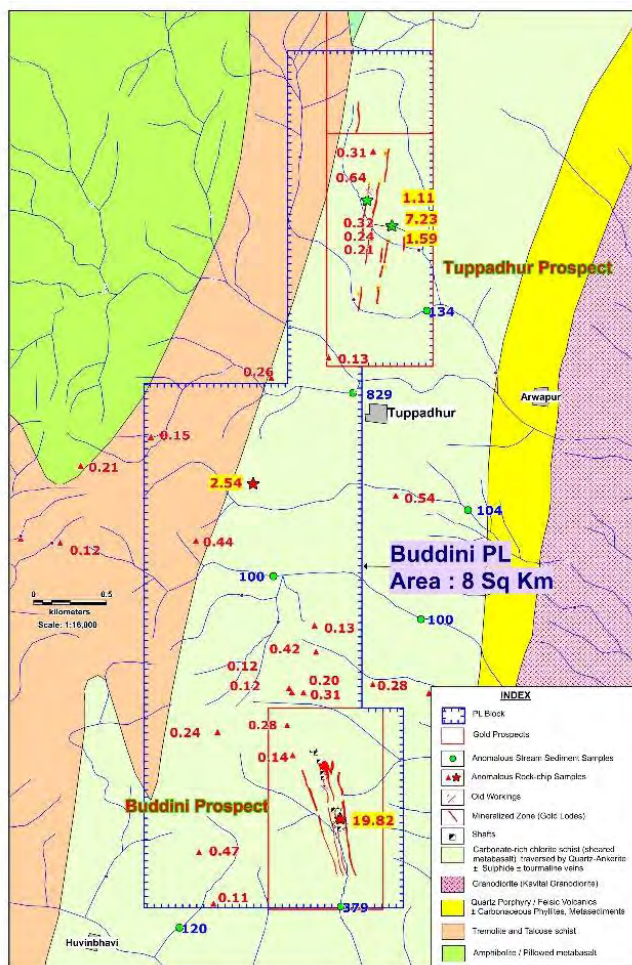 0.31
0.64
1.11
0.32
7.23
0.24
1.59
0.21
Tuppadhur Prospect
134
0.13
0.26
829
Arwapur
Tuppadhur
0.15
0.21
2.54
0.54
104
0.44
0.12
Buddini PL
Area : 8 Sq Km
100
0 0.5
kilometers
Scale: 1:16,000
100
0.13
0.42
0.12
0.12
0.20
0.31
0.28
0.28
0.24
0.14
Buddini Prospect
19.82
0.47
0.11
379
120
Huvinbhavi
INDEX
PL Block
Gold Prospects
Anomalous Stream Sediment Samples
Anomalous Rock-chip Samples
Old Workings
Mineralized Zone (Gold Lodes)
Shafts
Carbonate-rich chlorite schist (sheared
metabasalt) traversed by Quartz-Ankerite
± Sulphide ± tourmaline veins
Granodiorite (Kavital Granodiorite)
Quartz Porphyry / Felsic Volcanics
± Carbonaceous Phyllites, Metasediments
Tremolite and Talcose schist
Amphibolite / Pillowed metabasalt